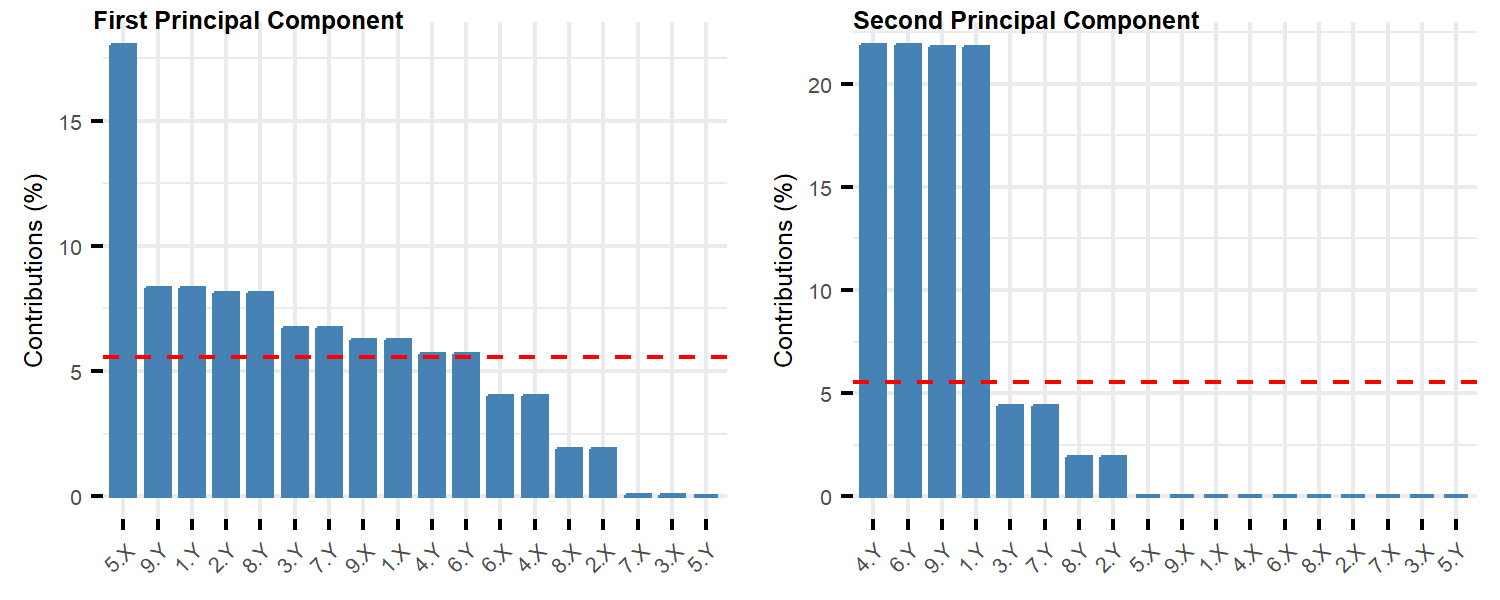 First Principal Component
Contributions (%)
15
10
5
0
5.X 9.Y 1.Y 2.Y 8.Y 3.Y 7.Y 9.X 1.X 4.Y 6.Y 6.X 4.X 8.X 2.X 7.X 3.X 5.Y
Second Principal Component
Contributions (%)
20
15
10
5
0
4.Y 6.Y 9.Y 1.Y 3.Y 7.Y 8.Y 2.Y 5.X 9.X 1.X 4.X 6.X 8.X 2.X 7.X 3.X 5.Y